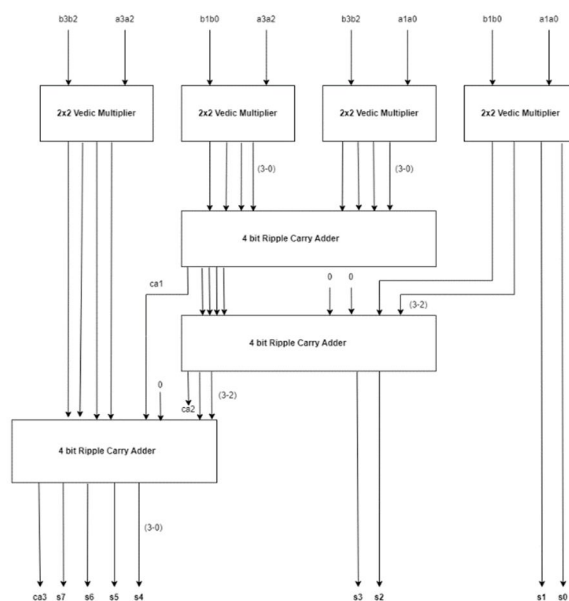 b3b2 a3a2 b1b0 a3a2 b3b2 a1a0 b1b0 a1a0
2x2 Vedic Multiplier 2x2 Vedic Multiplier 2x2 Vedic Multiplier 2x2 Vedic Multiplier
(3-0) (3-0)
4 bit Ripple Carry Adder
ca1 0 0
(3-2)
4 bit Ripple Carry Adder
0 ca2 (3-2)
4 bit Ripple Carry Adder
(3-0)
ca3 s7 s6 s5 s4 s3 s2 s1 s0